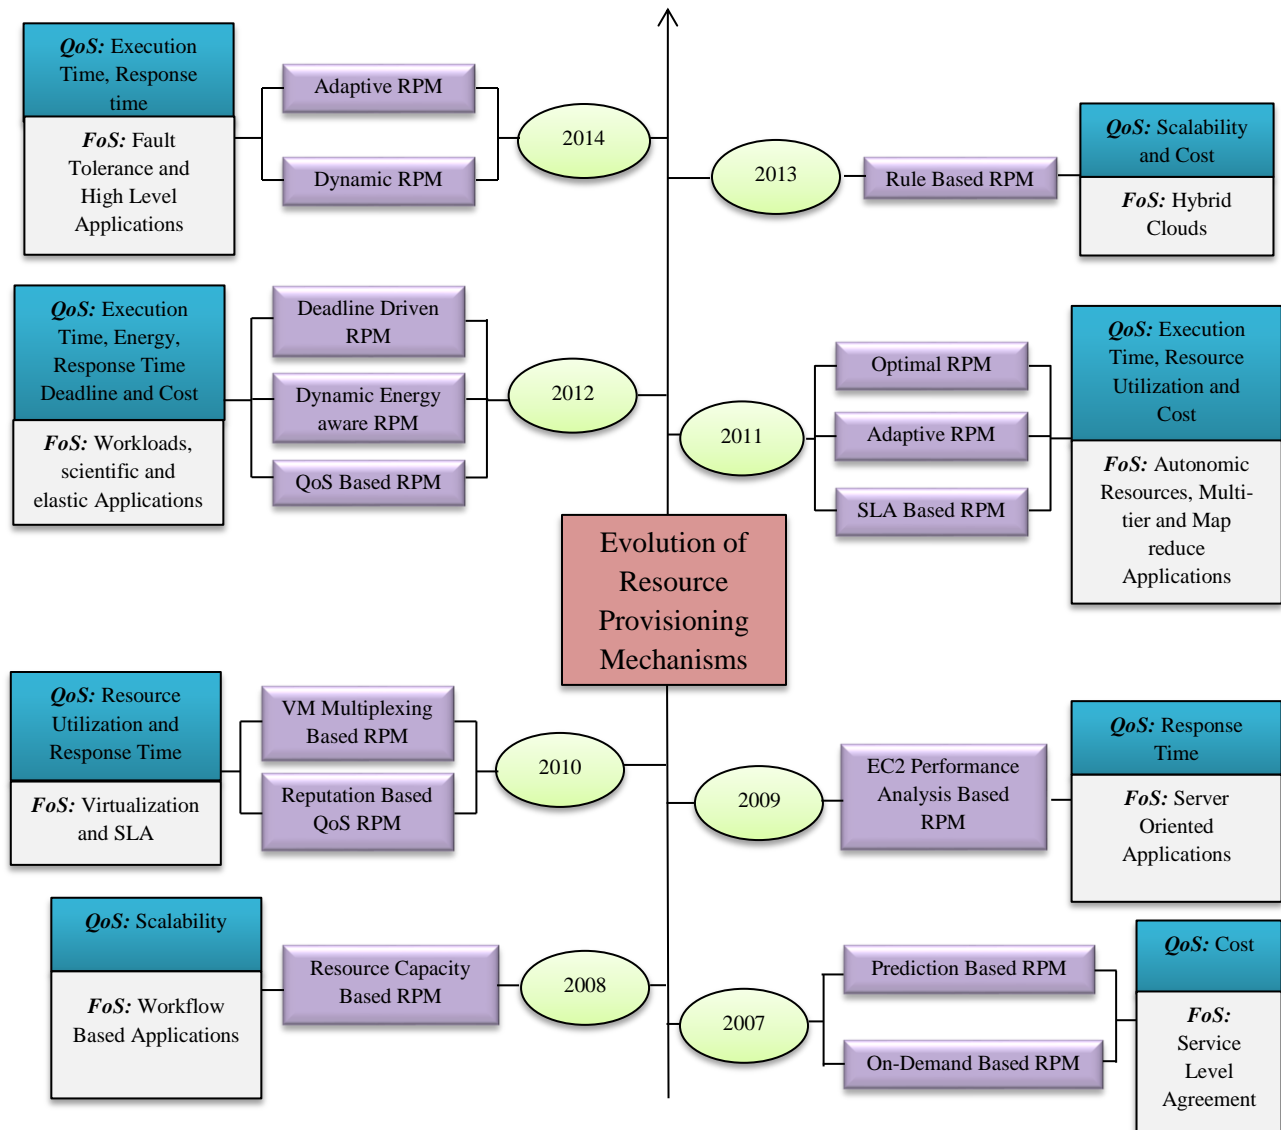 QoS: Execution
Time, Response
time
FoS: Fault
Tolerance and
High Level
Applications
Adaptive RPM
Dynamic RPM
2014
2013
Rule Based RPM
QoS: Scalability
and Cost
FoS: Hybrid
Clouds
QoS: Execution
Time, Energy,
Response Time
Deadline and Cost
FoS: Workloads,
scientific and
elastic Applications
Deadline Driven
RPM
Dynamic Energy
aware RPM
QoS Based RPM
2012
2011
Optimal RPM
Adaptive RPM
SLA Based RPM
QoS: Execution
Time, Resource
Utilization and
Cost
FoS: Autonomic
Resources, Multi-
tier and Map
reduce
Applications
Evolution of
Resource
Provisioning
Mechanisms
QoS: Resource
Utilization and
Response Time
FoS: Virtualization
and SLA
VM Multiplexing
Based RPM
Reputation Based
QoS RPM
2010
2009
EC2 Performance
Analysis Based
RPM
QoS: Response
Time
FoS: Server
Oriented
Applications
QoS: Scalability
FoS: Workflow
Based Applications
Resource Capacity
Based RPM
2008
2007
Prediction Based RPM
On-Demand Based RPM
QoS: Cost
FoS:
Service
Level
Agreement